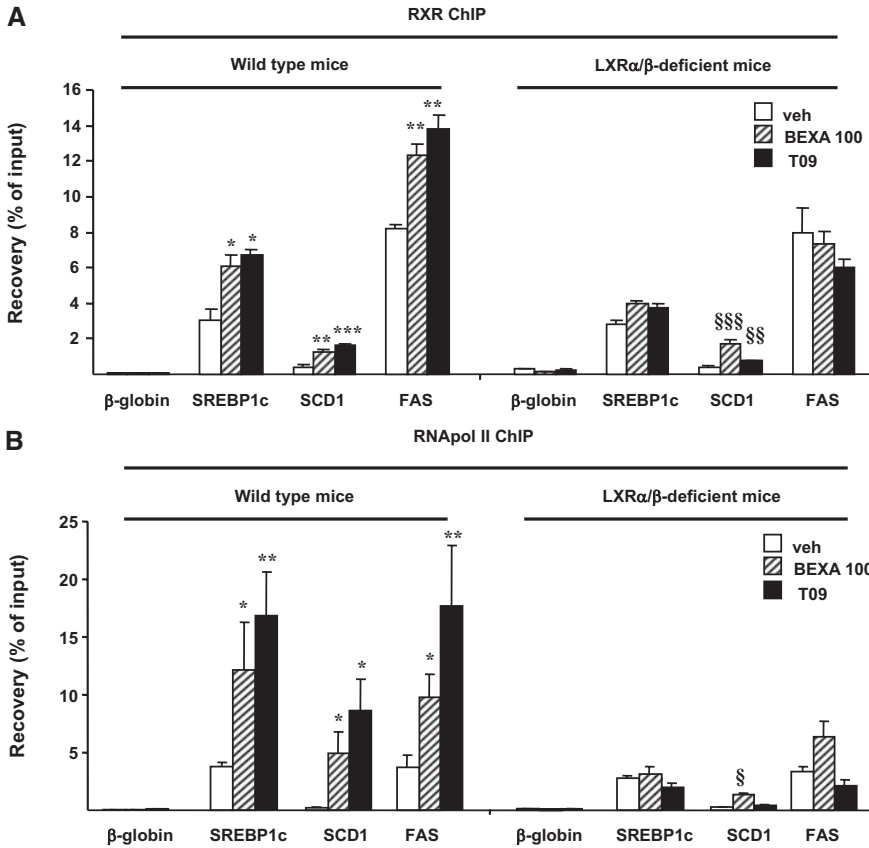 A
RXR ChIP
Wild type mice
LXRα/β-deficient mice
Recovery (% of input)
16
14
12
10
8
6
4
2
veh
BEXA 100
T09
* * ** *** ** ** §§§ §§
β-globin SREBP1c SCD1 FAS β-globin SREBP1c SCD1 FAS
B
RNApol II ChIP
Wild type mice
LXRα/β-deficient mice
Recovery (% of input)
25
20
15
10
5
veh
BEXA 100
T09
* ** * * * ** §
β-globin SREBP1c SCD1 FAS β-globin SREBP1c SCD1 FAS